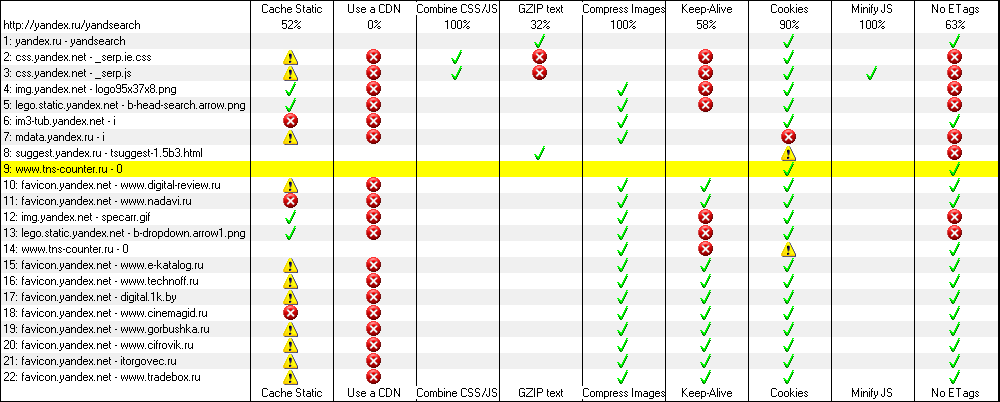 Cache Static Use a CDN Combine CSS/JS GZIP text Compress Images Keep-Alive Cookies Minify JS No ETags
http://yandex.ru/yandsearch 52% 0% 100% 32% 100% 58% 90% 100% 63%
1: yandex.ru - yandsearch
2: css.yandex.net - _serp.ie.css
3: css.yandex.net - _serp.js
4: img.yandex.net - logo95x37x8.png
5: lego.static.yandex.net - b-head-search.arrow.png
6: im3-tub.yandex.net - i
7: mdata.yandex.ru - i
8: suggest.yandex.ru - tsuggest-1.5b3.html
9: www.tns-counter.ru - 0
10: favicon.yandex.net - www.digital-review.ru
11: favicon.yandex.net - www.nadavi.ru
12: img.yandex.net - specarr.gif
13: lego.static.yandex.net - b-dropdown.arrow1.png
14: www.tns-counter.ru - 0
15: favicon.yandex.net - www.e-katalog.ru
16: favicon.yandex.net - www.technoff.ru
17: favicon.yandex.net - digital.1k.by
18: favicon.yandex.net - www.cinemagid.ru
19: favicon.yandex.net - www.gorbushka.ru
20: favicon.yandex.net - www.cifrovik.ru
21: favicon.yandex.net - itorgovec.ru
22: favicon.yandex.net - www.tradebox.ru
Cache Static Use a CDN Combine CSS/JS GZIP text Compress Images Keep-Alive Cookies Minify JS No ETags